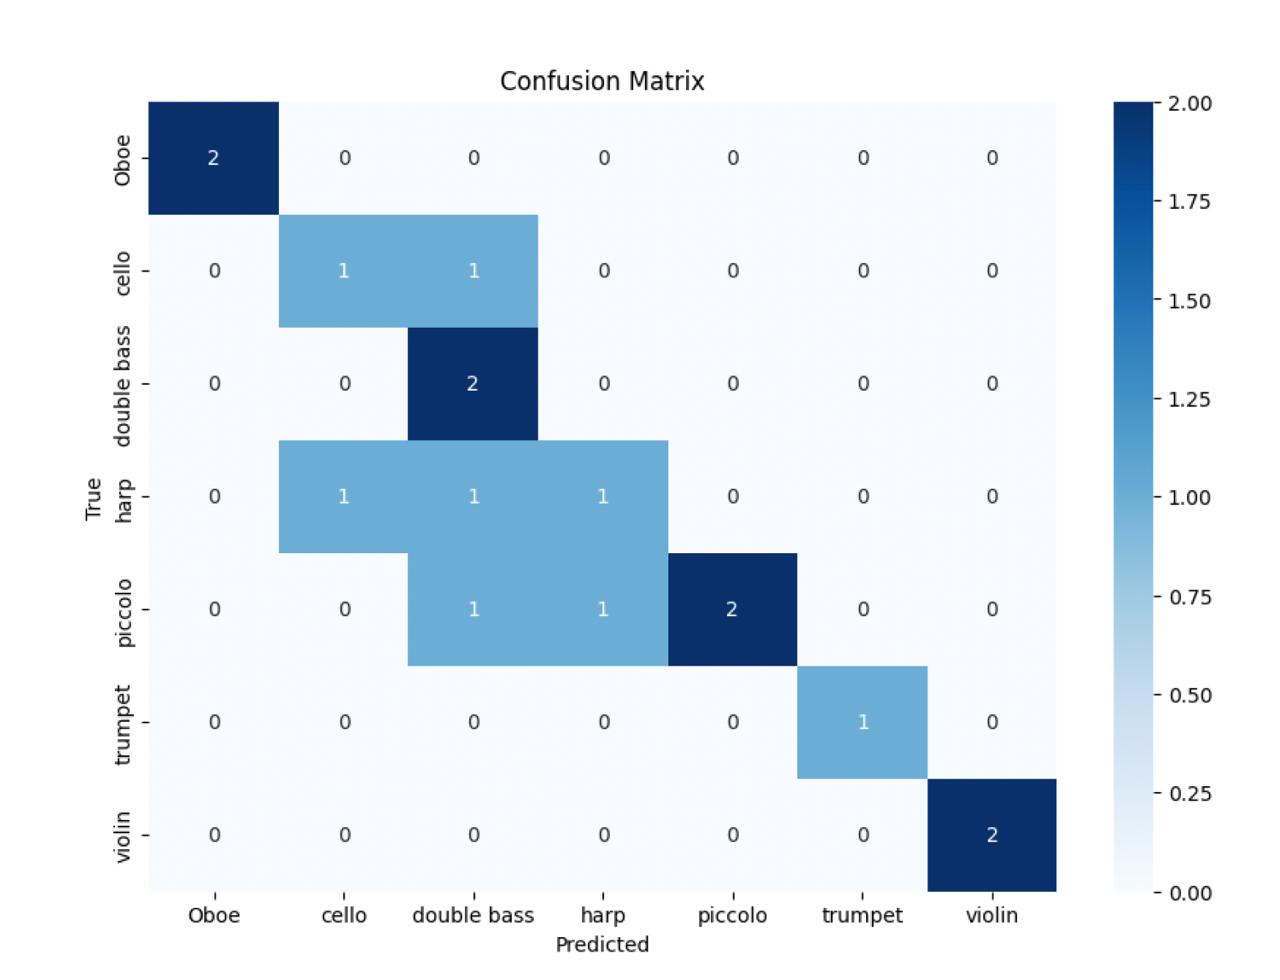 Confusion Matrix
True
Oboe 2 0 0 0 0 0 0
cello 0 1 1 0 0 0 0
double bass 0 0 2 0 0 0 0
harp 0 1 1 1 0 0 0
piccolo 0 0 1 1 2 0 0
trumpet 0 0 0 0 0 1 0
violin 0 0 0 0 0 0 2
Oboe cello double bass harp piccolo trumpet violin
Predicted
2.00
1.75
1.50
1.25
1.00
0.75
0.50
0.25
0.00